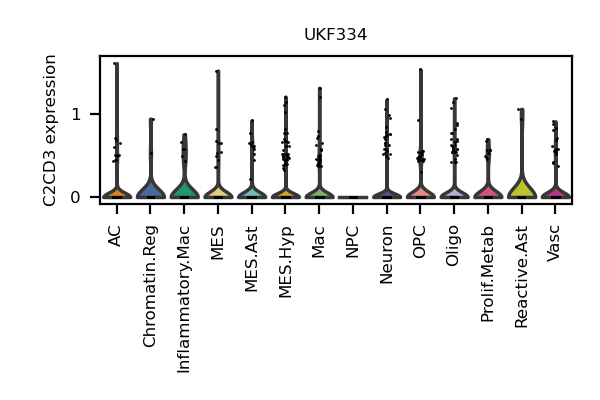 UKF334
C2CD3 expression
1
0
AC
Chromatin.Reg
Inflammatory.Mac
MES
MES.Ast
MES.Hyp
Mac
NPC
Neuron
OPC
Oligo
Prolif.Metab
Reactive.Ast
Vasc